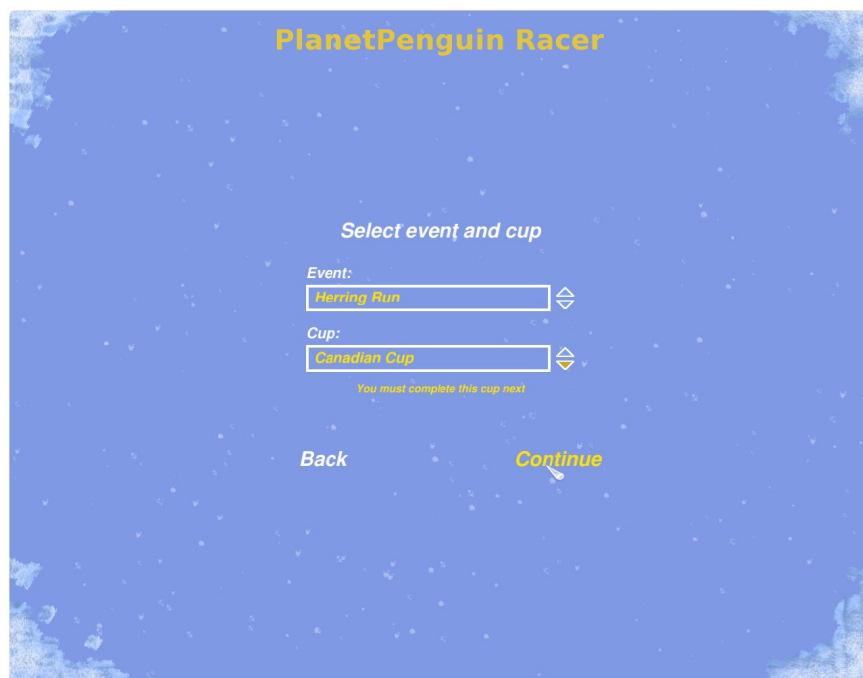 PlanetPenguin Racer
Select event and cup
Event:
Herring Run
Cup:
Canadian Cup
You must complete this cup next
Back
Continue